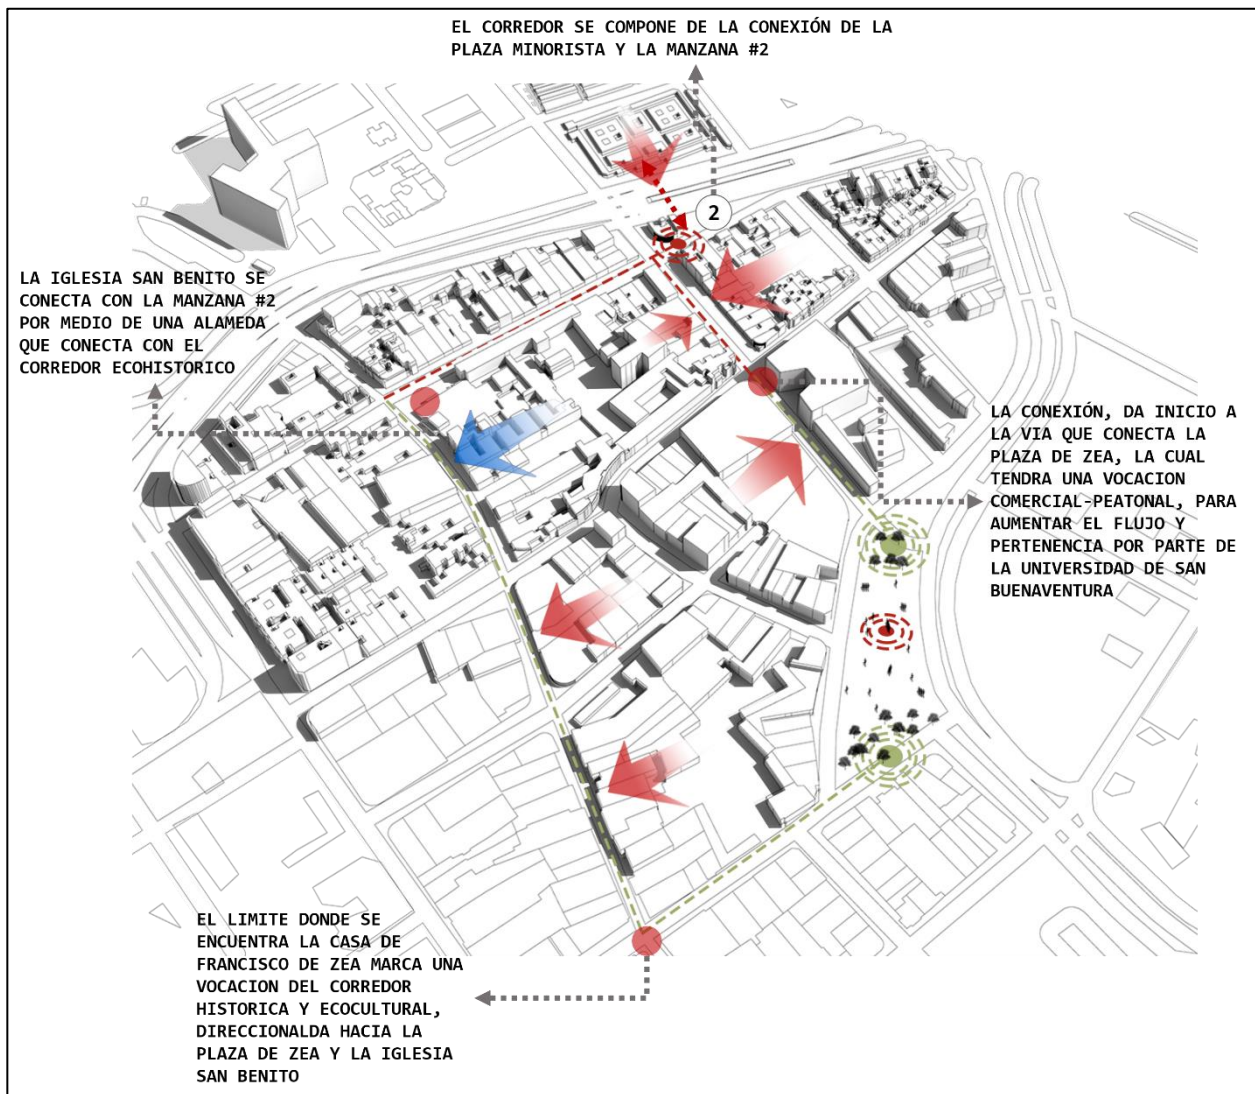 EL CORREDOR SE COMPONE DE LA CONEXIÓN DE LA
PLAZA MINORISTA Y LA MANZANA #2
2
LA IGLESIA SAN BENITO SE
CONECTA CON LA MANZANA #2
POR MEDIO DE UNA ALAMEDA
QUE CONECTA CON EL
CORREDOR ECOHISTORICO
LA CONEXIÓN, DA INICIO A
LA VIA QUE CONECTA LA
PLAZA DE ZEA, LA CUAL
TENDRA UNA VOCACION
COMERCIAL-PEATONAL, PARA
AUMENTAR EL FLUJO Y
PERTENENCIA POR PARTE DE
LA UNIVERSIDAD DE SAN
BUENAVENTURA
EL LIMITE DONDE SE
ENCUENTRA LA CASA DE
FRANCISCO DE ZEA MARCA UNA
VOCACION DEL CORREDOR
HISTORICA Y ECOCULTURAL,
DIRECCIONALDA HACIA LA
PLAZA DE ZEA Y LA IGLESIA
SAN BENITO